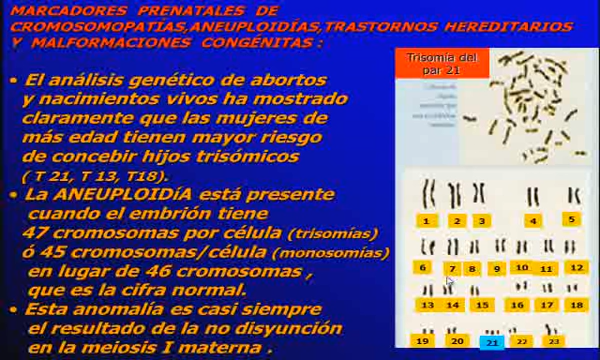 MARCADORES PRENATALES DE
CROMOSOMOPATÍAS,ANEUPLOIDÍAS,TRASTORNOS HEREDITARIOS
Y MALFORMACIONES CONGÉNITAS :
• El análisis genético de abortos
y nacimientos vivos ha mostrado
claramente que las mujeres de
más edad tienen mayor riesgo
de concebir hijos trisómicos
( T 21, T 13, T18).
• La ANEUPLOIDíA está presente
cuando el embrión tiene
47 cromosomas por célula (trisomías)
ó 45 cromosomas/célula (monosomías)
en lugar de 46 cromosomas ,
que es la cifra normal.
• Esta anomalía es casi siempre
el resultado de la no disyunción
en la meiosis I materna .
Trisomía del
par 21
1 2 3 4 5
6 7 8 9 10 11 12
13 14 15 16 17 18
19 20 21 22 23